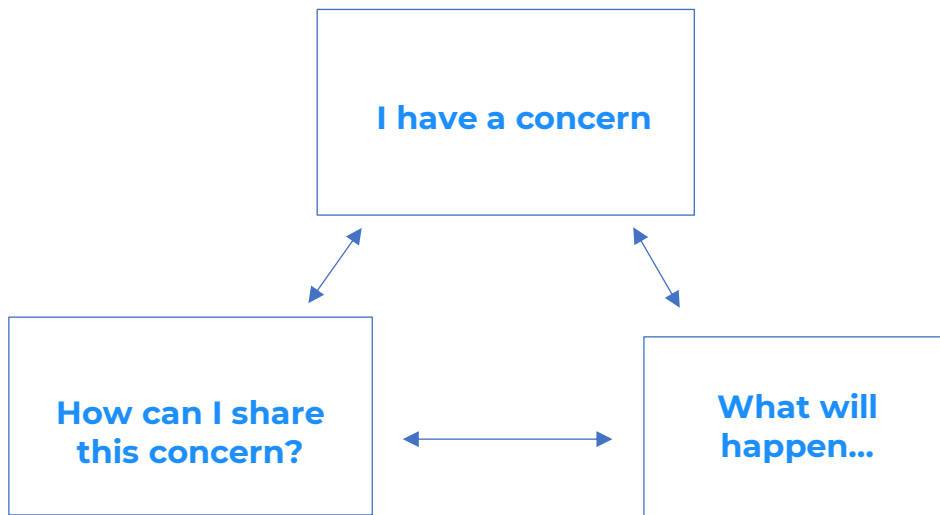 I have a concern
How can I share
this concern?
What will
happen...